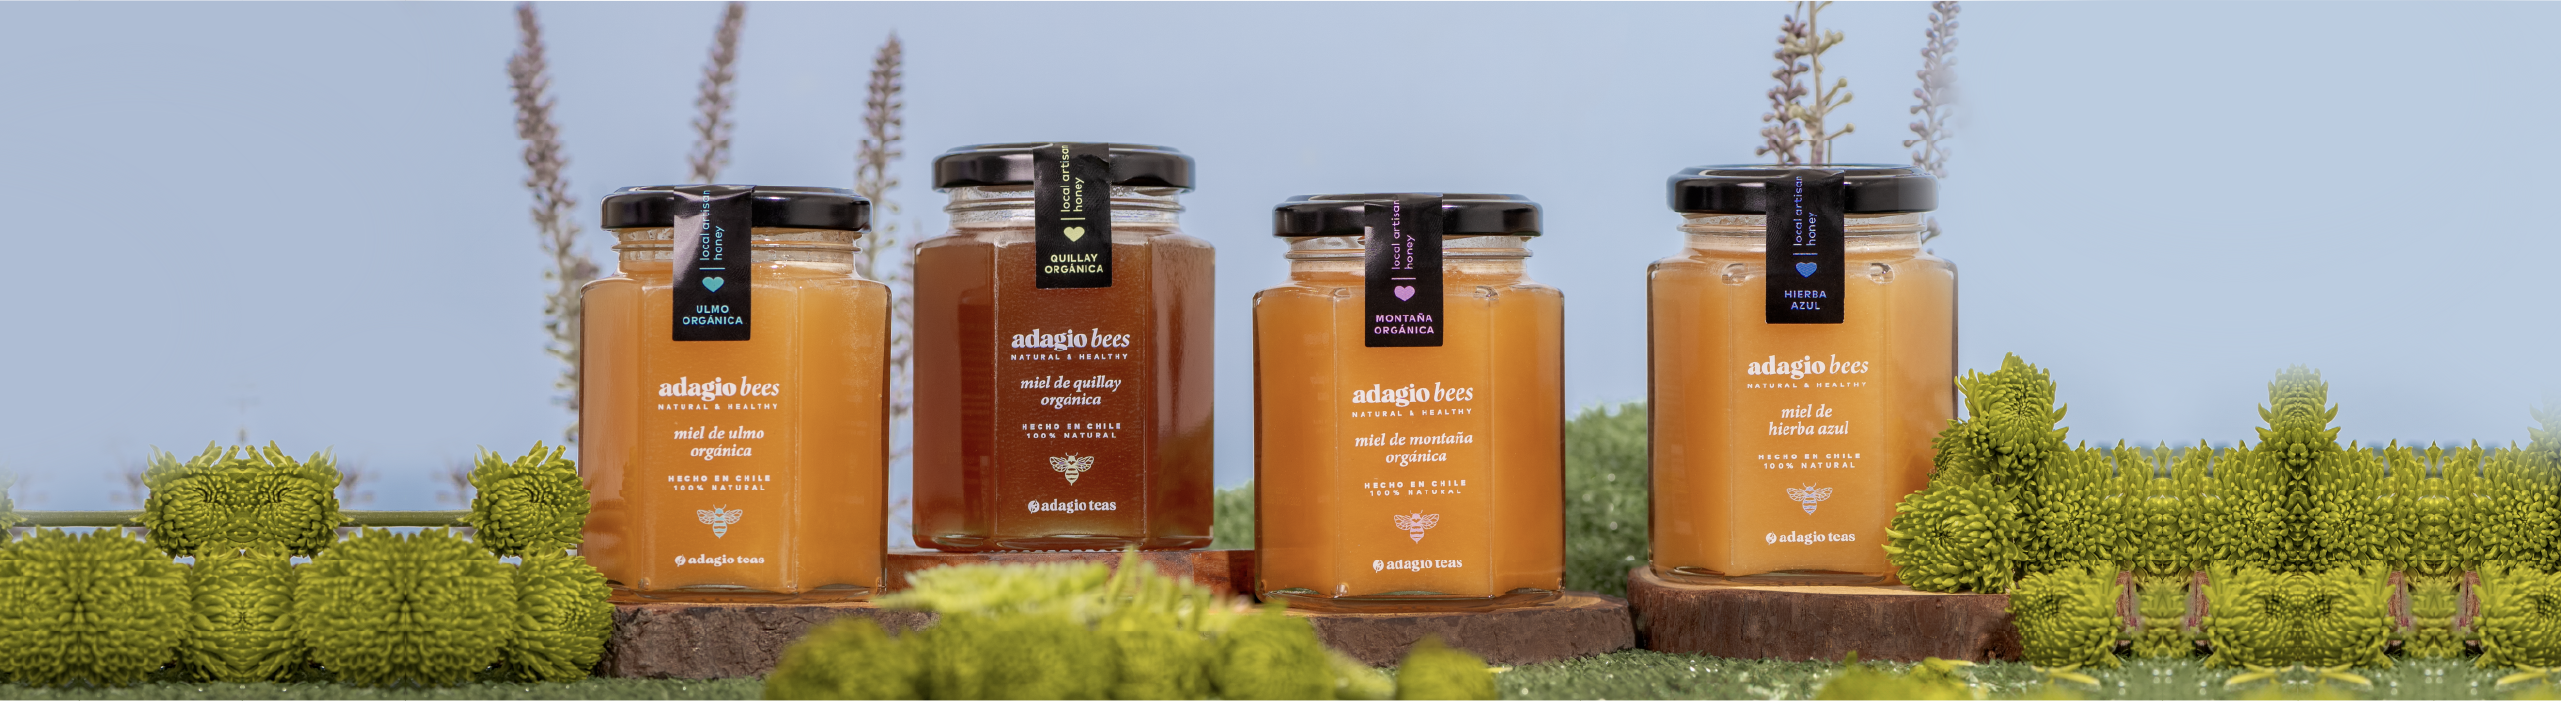 local artisan
honey
ULMO
ORGÁNICA
adagio bees
NATURAL & HEALTHY
miel de ulmo
orgánica
HECHO EN CHILE
100% NATURAL
adagio teas
local artisan
honey
QUILLAY
ORGÁNICA
adagio bees
NATURAL & HEALTHY
miel de quillay
orgánica
HECHO EN CHILE
100% NATURAL
adagio teas
local artisan
honey
MONTAÑA
ORGÁNICA
adagio bees
NATURAL & HEALTHY
miel de montaña
orgánica
HECHO EN CHILE
100% NATURAL
adagio teas
local artisan
honey
HIERBA
AZUL
adagio bees
NATURAL & HEALTHY
miel de
hierba azul
HECHO EN CHILE
100% NATURAL
adagio teas